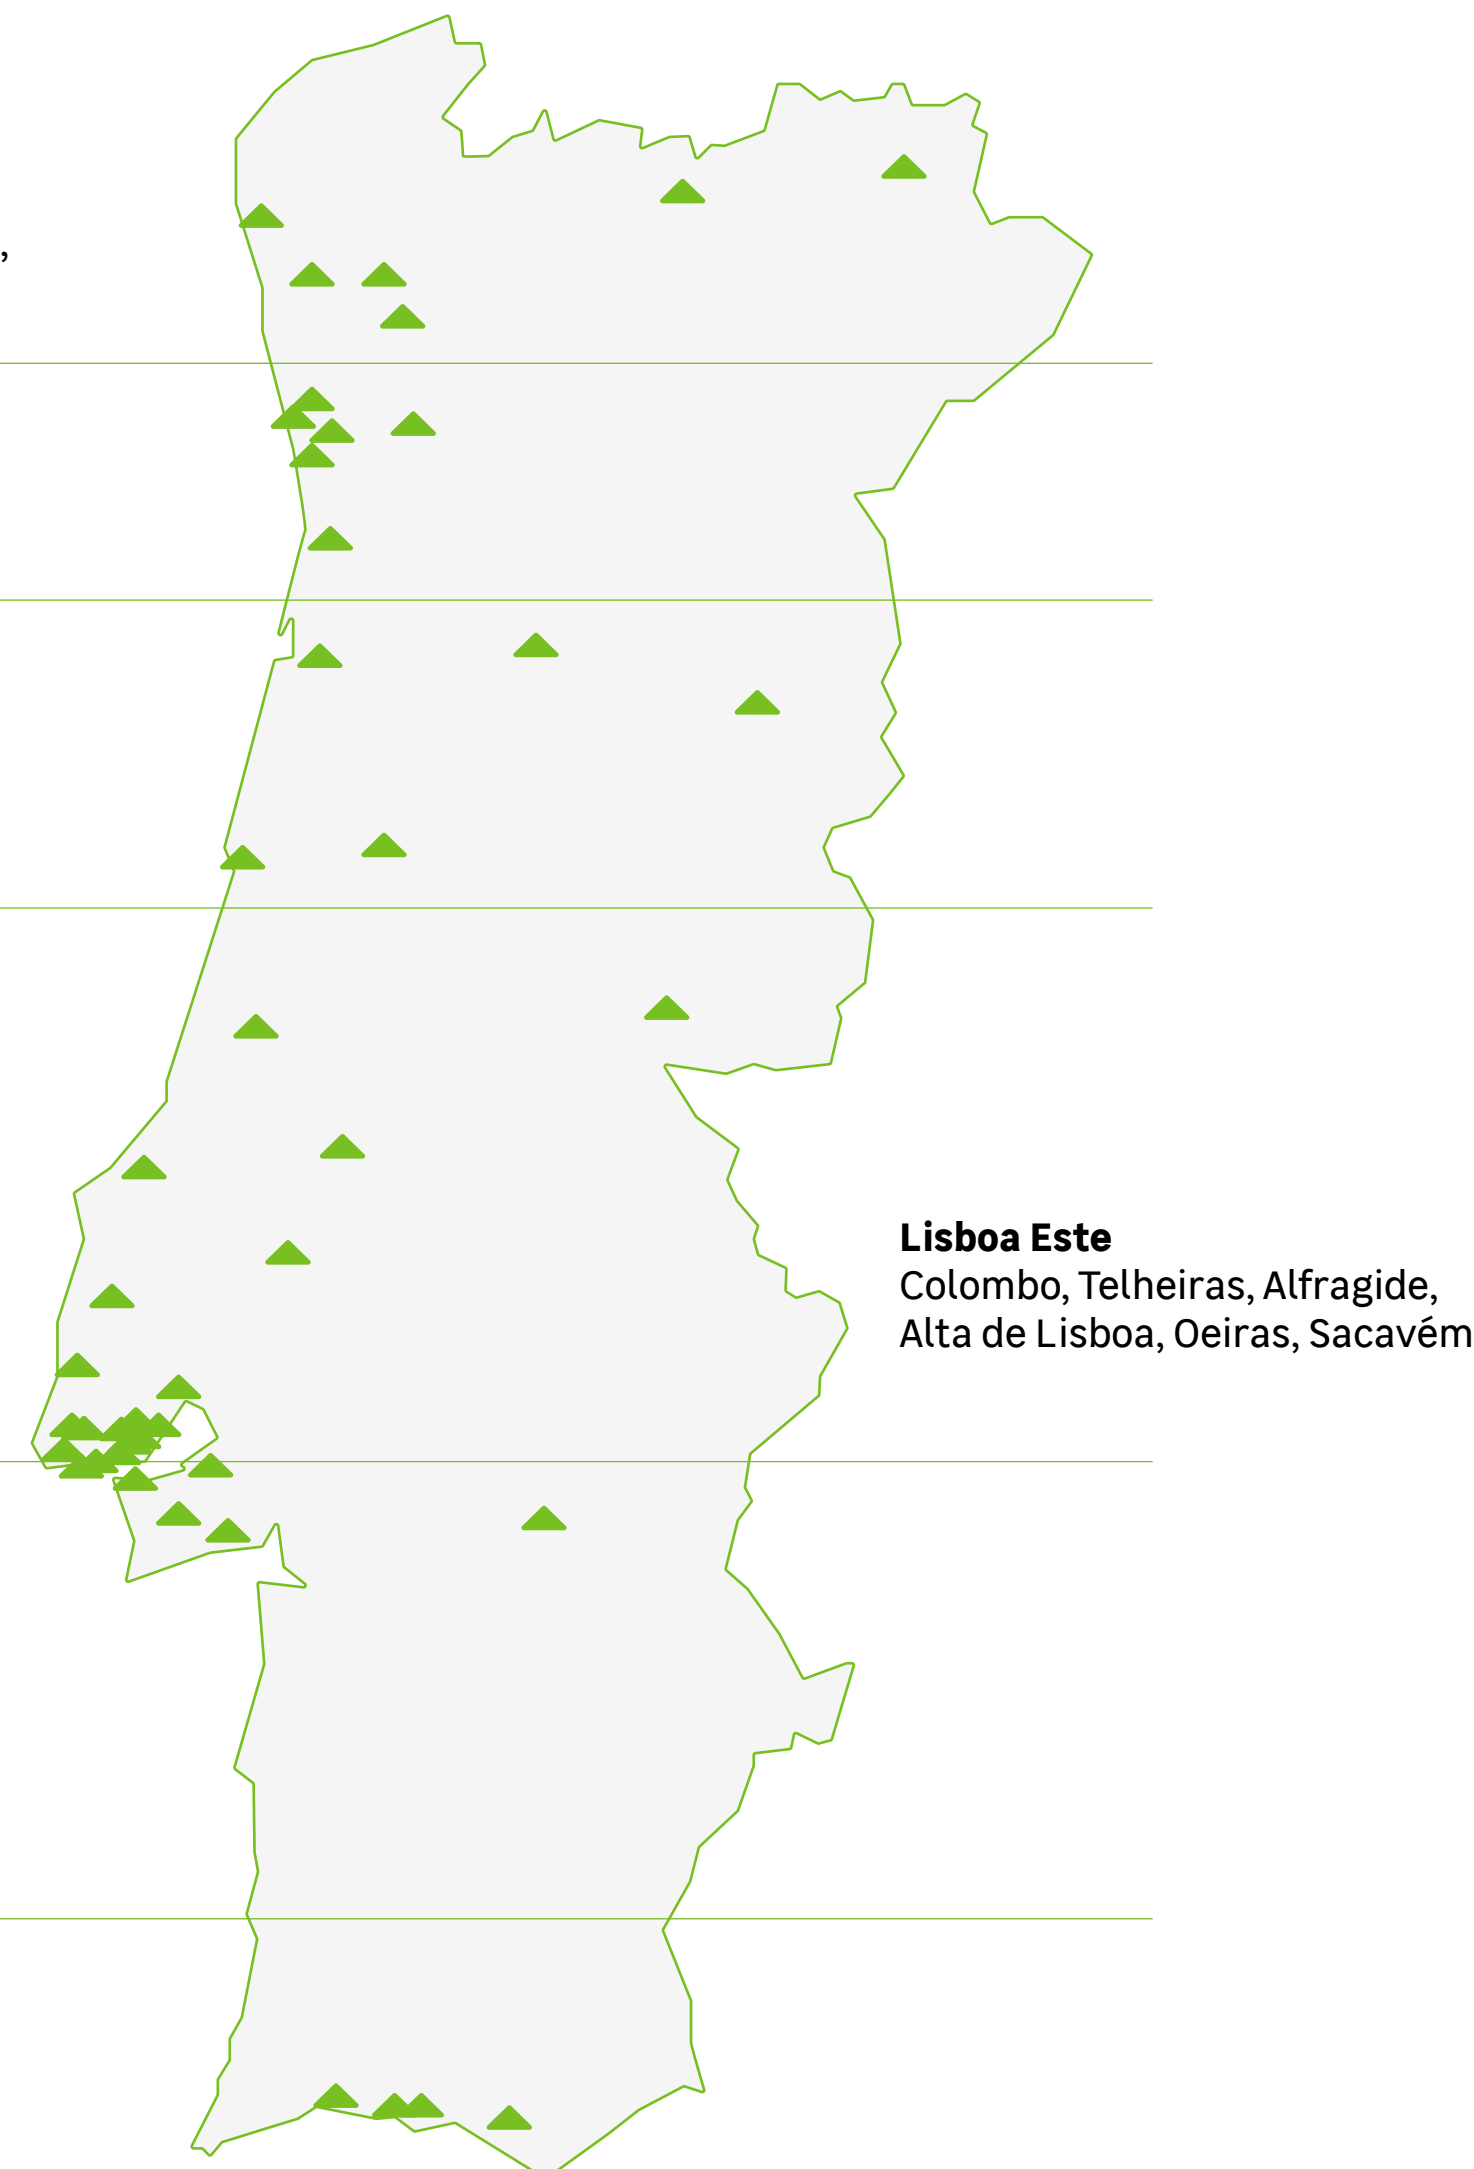 ,
Lisboa Este
Colombo, Telheiras, Alfragide,
Alta de Lisboa, Oeiras, Sacavém